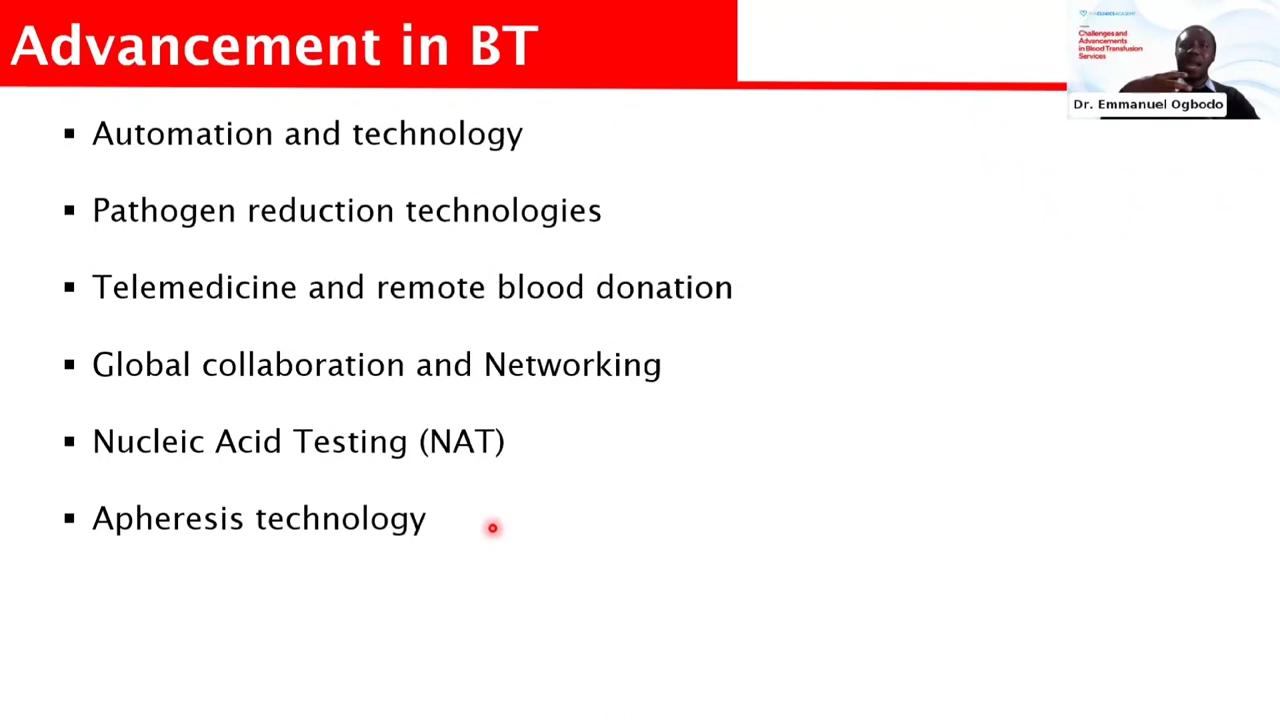 Advancement in BT
Challenges and
Advancements
in Blood Transfusion
Services
Dr. Emmanuel Ogbodo
▪ Automation and technology
▪ Pathogen reduction technologies
▪ Telemedicine and remote blood donation
▪ Global collaboration and Networking
▪ Nucleic Acid Testing (NAT)
▪ Apheresis technology